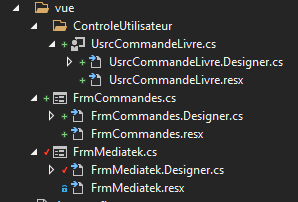 vue
ControleUtilisateur
UsrcCommandeLivre.cs
UsrcCommandeLivre.Designer.cs
UsrcCommandeLivre.resx
FrmCommandes.cs
FrmCommandes.Designer.cs
FrmCommandes.resx
FrmMediatek.cs
FrmMediatek.Designer.cs
FrmMediatek.resx